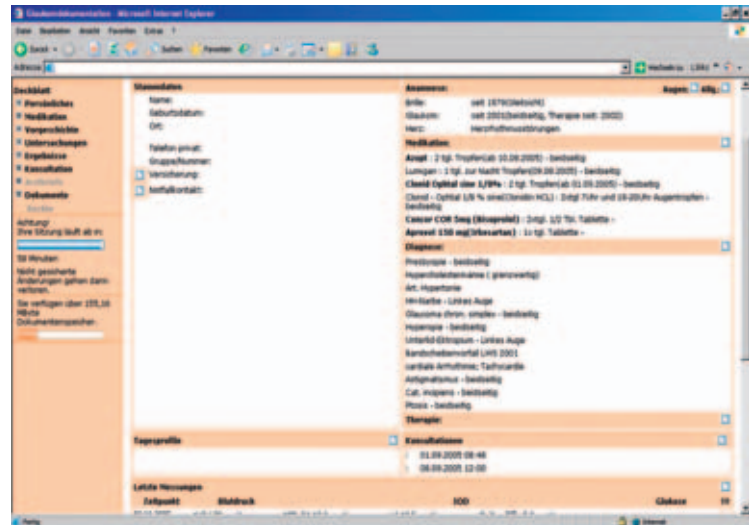 Glaukomdokumentation - Microsoft Internet Explorer
Datei Bearbeiten Ansicht Favoriten Extras ?
Zurück Suchen Favoriten
Adresse Wechseln zu Links
Deckblatt
Persönliches
Medikation
Vorgeschichte
Untersuchungen
Ergebnisse
Konsultation
Dokumente
Achtung!
Ihre Sitzung läuft ab in:
58 Minuten
Nicht gesicherte
Änderungen gehen dann
verloren.
Sie verfügen über 155,16
MByte
Dokumentenspeicher.
Stammdaten
Name:
Geburtsdatum:
Ort:
Telefon privat:
Gruppe/Nummer:
Versicherung:
Notfallkontakt:
Anamnese: Augen: Allg.:
Brille: seit 1979(Gleitsicht)
Glaukom: seit 2001(beidseitig, Therapie seit: 2002)
Herz: Herzrhythmusstörungen
Medikation:
Azopt : 2 tgl. Tropfen(ab 10.08.2005) - beidseitig
Lumigan : 1 tgl. zur Nacht Tropfen(09.08.2005) - beidseitig
Clonid Ophtal sine 1/8% : 2 tgl. Tropfen(ab 01.09.2005) - beidseitig
Clonid - Ophtal 1/8 % sine(Clonidin HCL) : 2xtgl 7Uhr und 19-20Uhr Augentropfen -
beidseitig
Concor COR 5mg (Bisoprolol) : 2xtgl. 1/2 Tbl. Tablette -
Aprovel 150 mg(Irbesartan) : 1x tgl. Tablette -
Diagnose:
Presbyopie - beidseitig
Hypercholesterinämie ( grenzwertig)
Art. Hypertonie
HH-Narbe - Linkes Auge
Glaucoma chron. simplex - beidseitig
Hyperopie - beidseitig
Unterlid-Ektropium - Linkes Auge
Bandscheibenvorfall LWS 2001
cardiale Arrhythmie; Tachycardie
Astigmatismus - beidseitig
Cat. incipiens - beidseitig
Ptosis - beidseitig
Therapie:
Tagesprofile
Konsultationen
01.09.2005 08:48
08.08.2005 12:00
Letzte Messungen
Zeitpunkt Blutdruck IOD Glukose
Fertig Internet